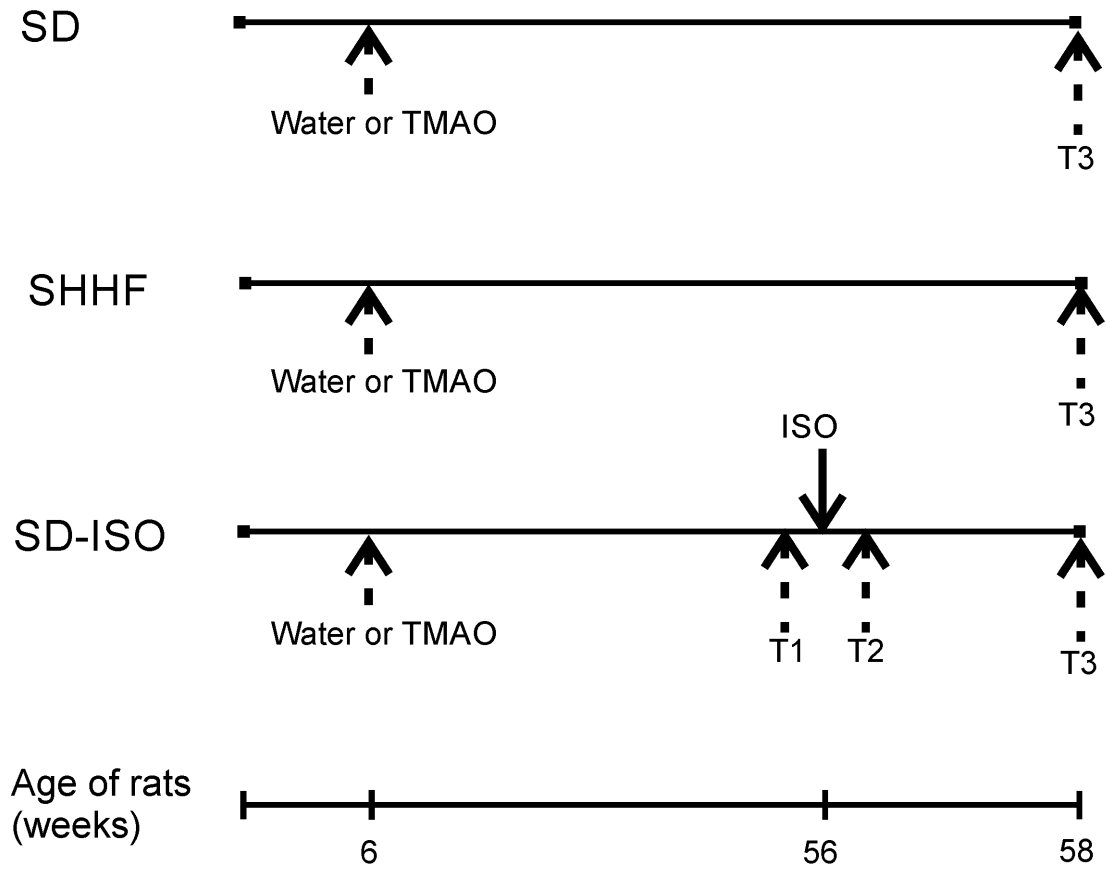 SD
Water or TMAO
T3
SHHF
Water or TMAO
T3
ISO
SD-ISO
Water or TMAO
T1
T2
T3
Age of rats
(weeks)
6
56
58